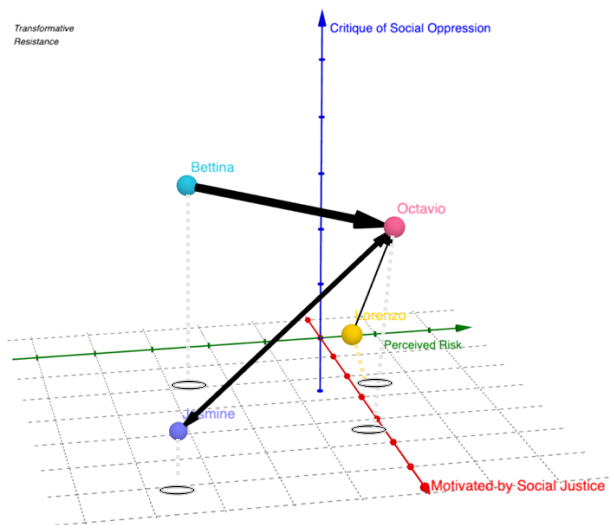 Transformative
Resistance
Critique of Social Oppression
Bettina
Octavio
Lorenzo
Perceived Risk
Jasmine
Motivated by Social Justice